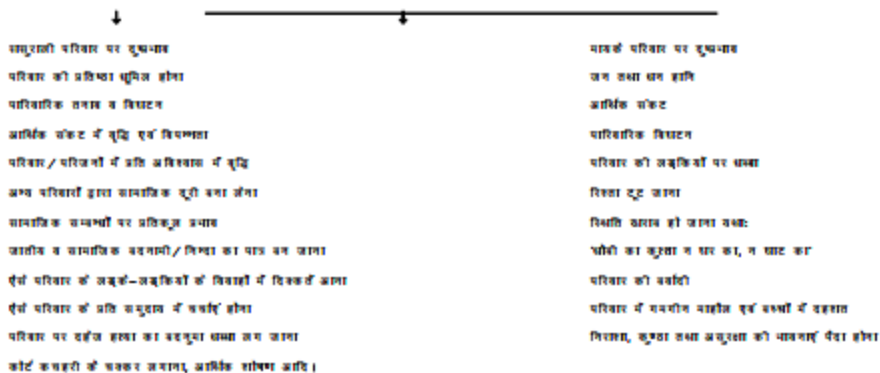 ससुराली परिवार पर दुष्प्रभाव
परिवार की प्रतिष्ठा धूमिल होना
पारिवारिक तनाव व विघटन
आर्थिक संकट में वृद्धि एवं विपन्नता
परिवार/परिजनों में प्रति अविश्वास में वृद्धि
अन्य परिवारों द्वारा सामाजिक दूरी बना लेना
सामाजिक सम्बन्धों पर प्रतिकूल प्रभाव
जातीय व सामाजिक बदनामी/निन्दा का पात्र बन जाना
ऐसे परिवार के लड़के-लड़कियों के विवाहों में दिक्कतें आना
ऐसे परिवार के प्रति समुदाय में चर्चाएं होना
परिवार पर दहेज हत्या का बदनुमा धब्बा लग जाना
कोर्ट कचहरी के चक्कर लगाना, आर्थिक शोषण आदि।
मायके परिवार पर दुष्प्रभाव
जन तथा धन हानि
आर्थिक संकट
पारिवारिक विघटन
परिवार की लड़कियों पर धब्बा
रिश्ता टूट जाना
स्थिति खराब हो जाना यथा:
'धोबी का कुत्ता न घर का, न घाट का'
परिवार की बर्बादी
परिवार में गमगीन माहौल एवं बच्चों में दहशत
निराशा, कुण्ठा तथा असुरक्षा की भावनाएं पैदा होना